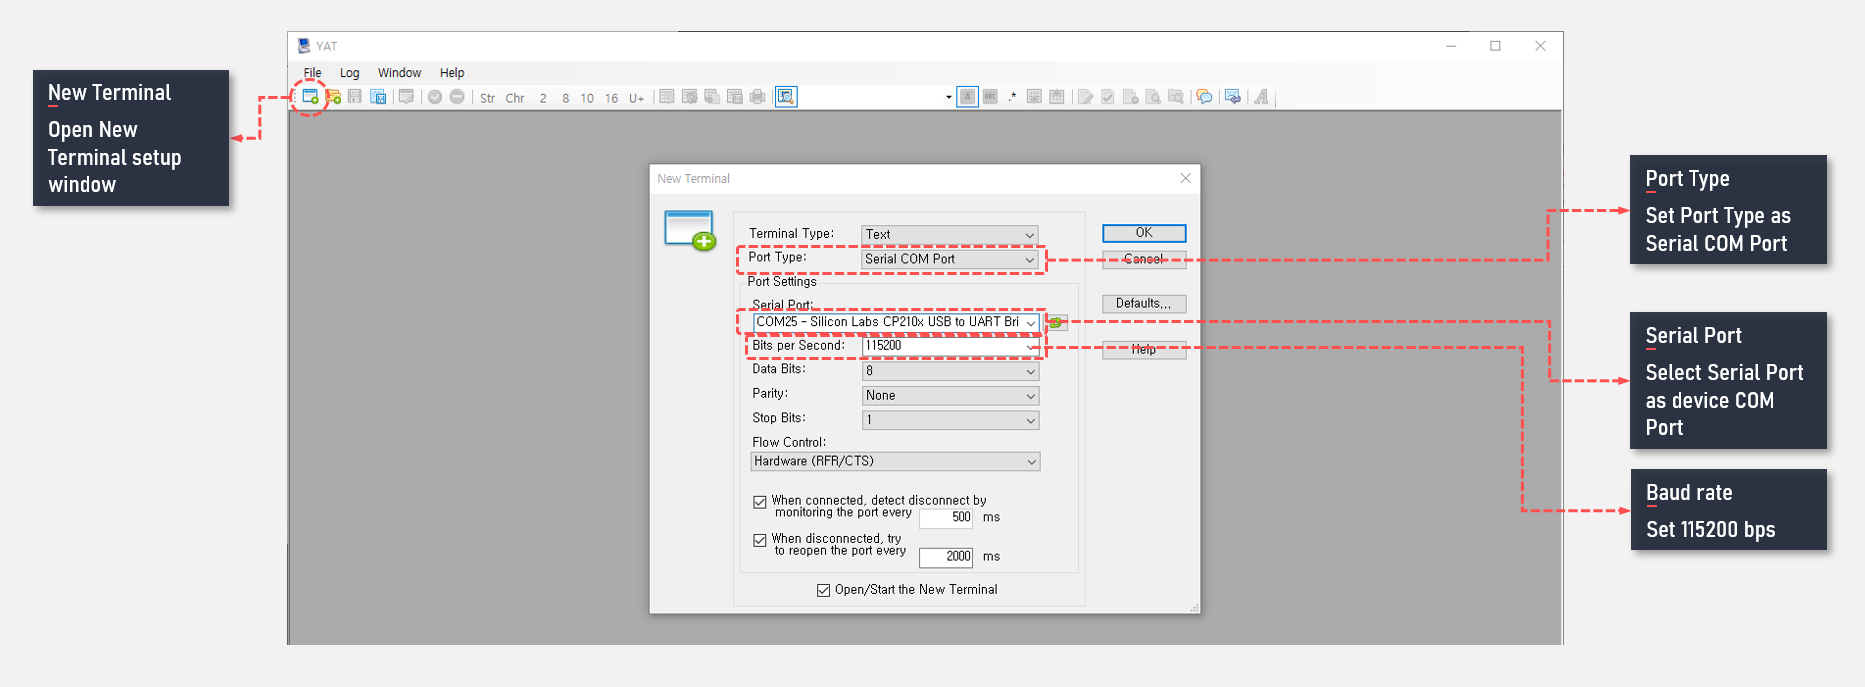 YAT
File Log Window Help
Str Chr 2 8 10 16 U+
New Terminal
Open New
Terminal setup
window
New Terminal
Terminal Type: Text
OK
Port Type: Serial COM Port
Cancel
Port Settings
Serial Port:
Defaults...
COM25 - Silicon Labs CP210x USB to UART Bri
Bits per Second: 115200
Help
Data Bits: 8
Parity: None
Stop Bits: 1
Flow Control:
Hardware (RFR/CTS)
When connected, detect disconnect by
monitoring the port every 500 ms
When disconnected, try
to reopen the port every 2000 ms
Open/Start the New Terminal
Port Type
Set Port Type as
Serial COM Port
Serial Port
Select Serial Port
as device COM
Port
Baud rate
Set 115200 bps